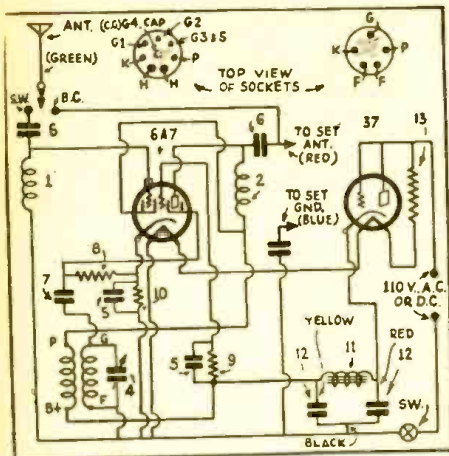 ANT. (CG)G4, CAP
(GREEN)
G2
G1
G3&S
K
P
H
H
TOP VIEW
OF SOCKETS
G
K
P
F
F
S.W.
B.C.
6
6A7
6
TO SET
ANT.
(RED)
37
13
1
2
TO SET
GND.
(BLUE)
8
7
5
10
110 V., A.C.
OR D.C.
P
G
4
5
9
YELLOW
RED
12
11
12
B+
F
BLACK
SW.